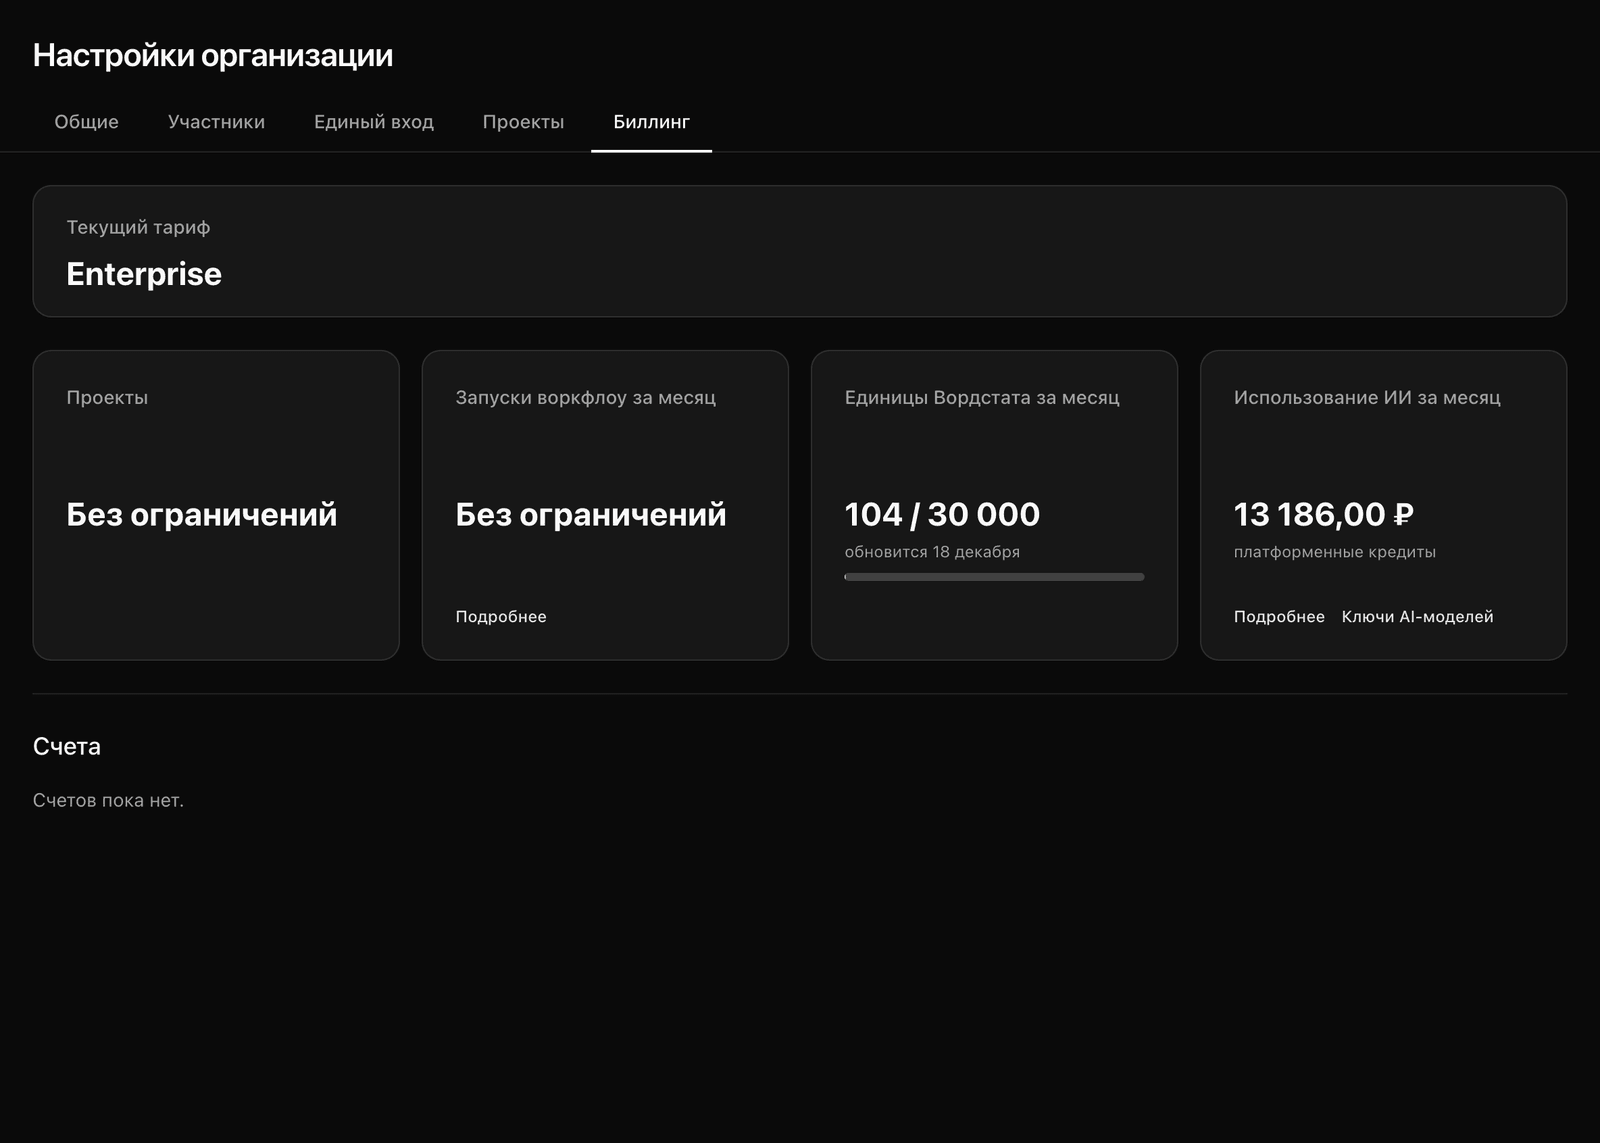 Настройки организации
Общие Участники Единый вход Проекты Биллинг
Текущий тариф
Enterprise
Проекты
Без ограничений
Запуски воркфлоу за месяц
Без ограничений
Подробнее
Единицы Вордстата за месяц
104 / 30 000
обновится 18 декабря
Использование ИИ за месяц
13 186,00 ₽
платформенные кредиты
Подробнее Ключи AI-моделей
Счета
Счетов пока нет.